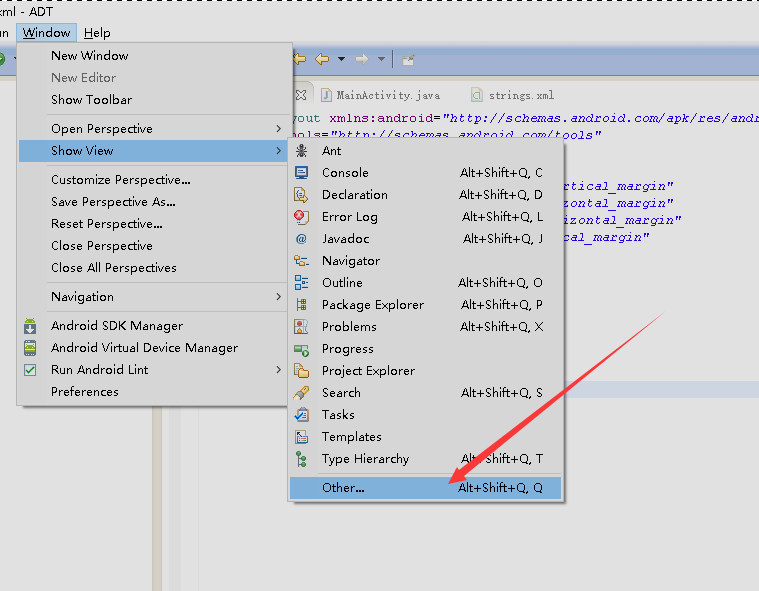 xml - ADT
un Window Help
New Window
New Editor
Show Toolbar
Open Perspective
Show View
Customize Perspective...
Save Perspective As...
Reset Perspective...
Close Perspective
Close All Perspectives
Navigation
Android SDK Manager
Android Virtual Device Manager
Run Android Lint
Preferences
MainActivity.java strings.xml
yout xmlns:android="http://schemas.android.com/apk/res/andr
ools="http://schemas.android.com/tools"
rtical_margin"
zontal_margin"
izontal_margin"
cal_margin"
Ant
Console Alt+Shift+Q, C
Declaration Alt+Shift+Q, D
Error Log Alt+Shift+Q, L
Javadoc Alt+Shift+Q, J
Navigator
Outline Alt+Shift+Q, O
Package Explorer Alt+Shift+Q, P
Problems Alt+Shift+Q, X
Progress
Project Explorer
Search Alt+Shift+Q, S
Tasks
Templates
Type Hierarchy Alt+Shift+Q, T
Other... Alt+Shift+Q, Q